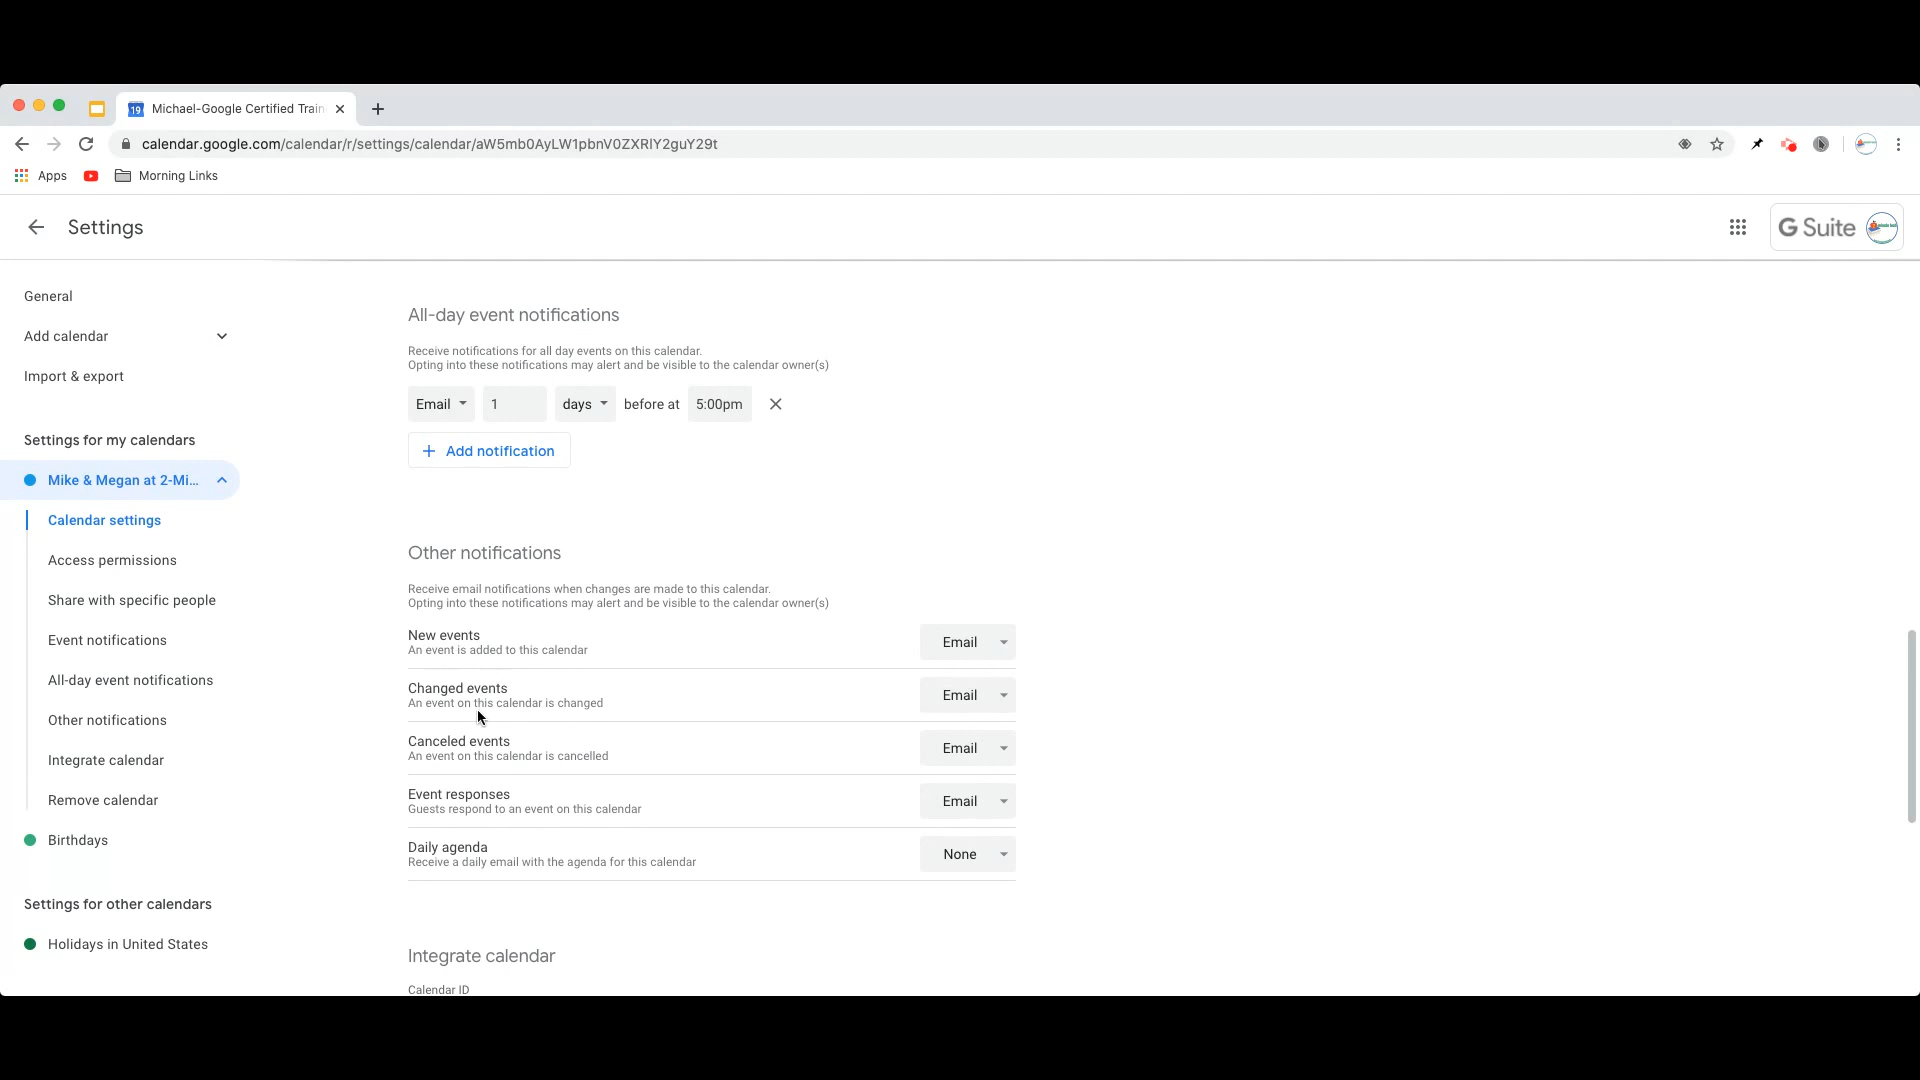 Michael-Google Certified Train
calendar.google.com/calendar/r/settings/calendar/aW5mb0AyLW1pbnV0ZXRlY2guY29t
Apps
Morning Links
Settings
G Suite
General
Add calendar
Import & export
Settings for my calendars
Mike & Megan at 2-Mi...
Calendar settings
Access permissions
Share with specific people
Event notifications
All-day event notifications
Other notifications
Integrate calendar
Remove calendar
Birthdays
Settings for other calendars
Holidays in United States
All-day event notifications
Receive notifications for all day events on this calendar.
Opting into these notifications may alert and be visible to the calendar owner(s)
Email 1 days before at 5:00pm
Add notification
Other notifications
Receive email notifications when changes are made to this calendar.
Opting into these notifications may alert and be visible to the calendar owner(s)
New events
An event is added to this calendar
Email
Changed events
An event on this calendar is changed
Email
Canceled events
An event on this calendar is cancelled
Email
Event responses
Guests respond to an event on this calendar
Email
Daily agenda
Receive a daily email with the agenda for this calendar
None
Integrate calendar
Calendar ID